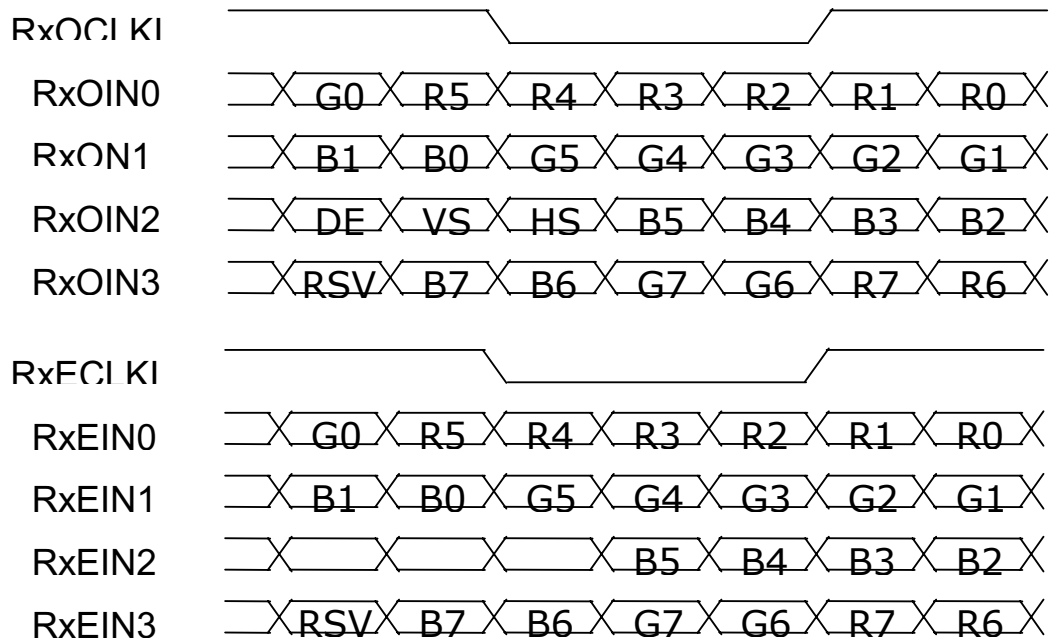 RxOCLKI
RxOIN0 G0 R5 R4 R3 R2 R1 R0
RxON1 B1 B0 G5 G4 G3 G2 G1
RxOIN2 DE VS HS B5 B4 B3 B2
RxOIN3 RSV B7 B6 G7 G6 R7 R6
RxECLKI
RxEIN0 G0 R5 R4 R3 R2 R1 R0
RxEIN1 B1 B0 G5 G4 G3 G2 G1
RxEIN2 B5 B4 B3 B2
RxEIN3 RSV B7 B6 G7 G6 R7 R6